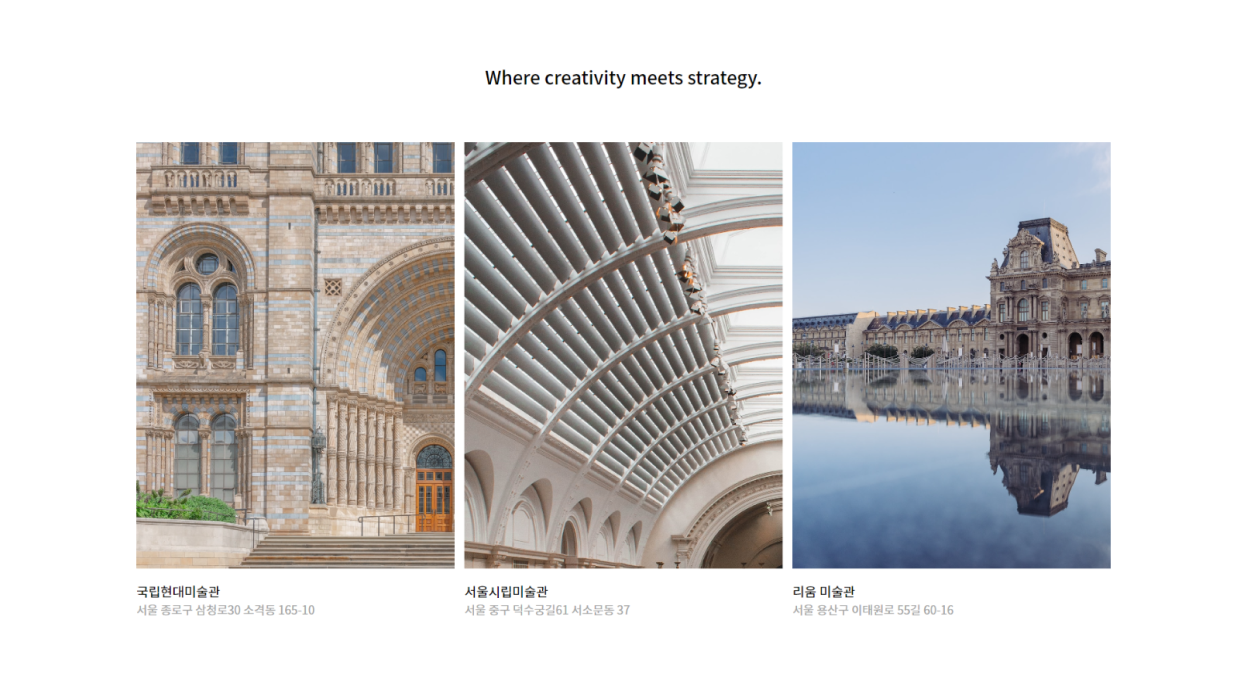 Where creativity meets strategy.
국립현대미술관
서울 종로구 삼청로30 소격동 165-10
서울시립미술관
서울 중구 덕수궁길61 서소문동 37
리움 미술관
서울 용산구 이태원로 55길 60-16